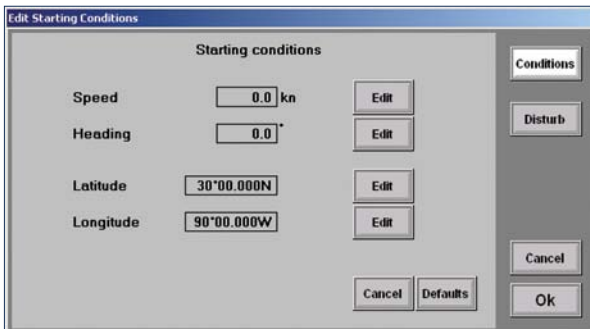 Edit Starting Conditions
Starting conditions
Speed 0.0 kn Edit
Heading 0.0 ° Edit
Latitude 30°00.000N Edit
Longitude 90°00.000W Edit
Cancel Defaults
Conditions
Disturb
Cancel
Ok